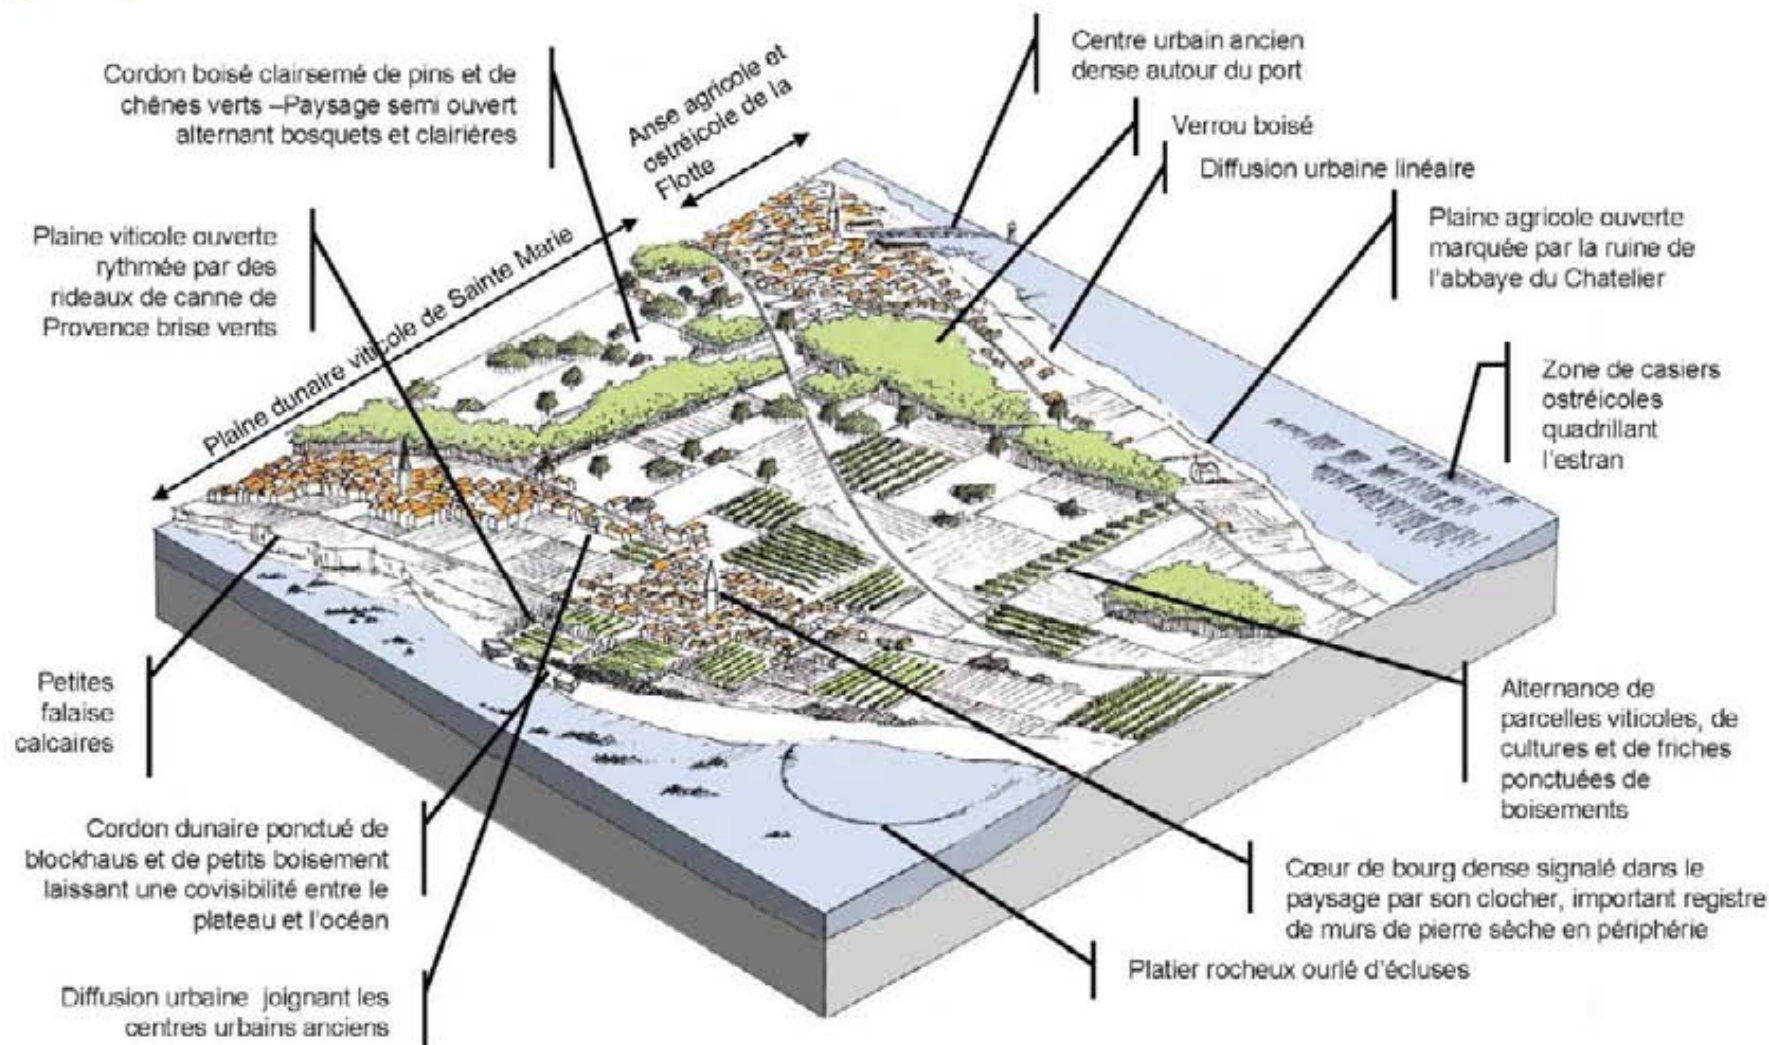 Cordon boisé clairsemé de pins et de
chênes verts –Paysage semi ouvert
alternant bosquets et clairières
Anse agricole et
ostréicole de la
Flotte
Centre urbain ancien
dense autour du port
Verrou boisé
Diffusion urbaine linéaire
Plaine agricole ouverte
marquée par la ruine de
l'abbaye du Chatelier
Plaine viticole ouverte
rythmée par des
rideaux de canne de
Provence brise vents
Plaine dunaire viticole de Sainte Marie
Zone de casiers
ostréicoles
quadrillant
l'estran
Petites
falaise
calcaires
Alternance de
parcelles viticoles, de
cultures et de friches
ponctuées de
boisements
Cordon dunaire ponctué de
blockhaus et de petits boisement
laissant une covisibilité entre le
plateau et l'océan
Cœur de bourg dense signalé dans le
paysage par son clocher, important registre
de murs de pierre sèche en périphérie
Platier rocheux ourlé d'écluses
Diffusion urbaine joignant les
centres urbains anciens